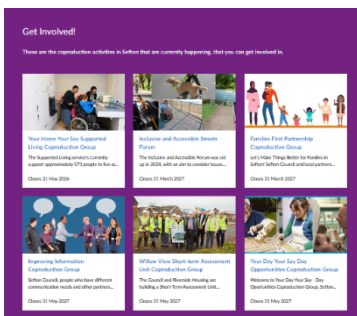 Get Involved!
These are the coproduction activities in Sefton that are currently happening, that you can get involved in.
Your Home Your Say Supported
Living Coproduction Group
The Supported Living service/s currently
support approximately 573 people to live as...
Closes 31 May 2026
Inclusive and Accessible Streets
Forum
The Inclusive and Accessible Forum was set
up in 2024, with an aim to consider issues...
Closes 31 March 2027
Families First Partnership
Coproduction Group
Let's Make Things Better for Families in
Sefton! Sefton Council and local partners...
Closes 31 March 2027
Improving Information
Coproduction Group
Sefton Council, people who have different
communication needs and other partners...
Closes 31 May 2027
Willow View Short-term Assessment
Unit Coproduction Group
The Council and Riverside Housing are
building a Short Term Assessment Unit...
Closes 31 May 2027
Your Day Your Say Day
Opportunities Coproduction Group
Welcome to Your Day Your Say - Day
Opportunities Coproduction Group. Sefton...
Closes 31 May 2027